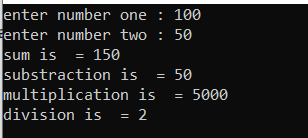 enter number one : 100
enter number two : 50
sum is  = 150
substraction is  = 50
multiplication is  = 5000
division is  = 2